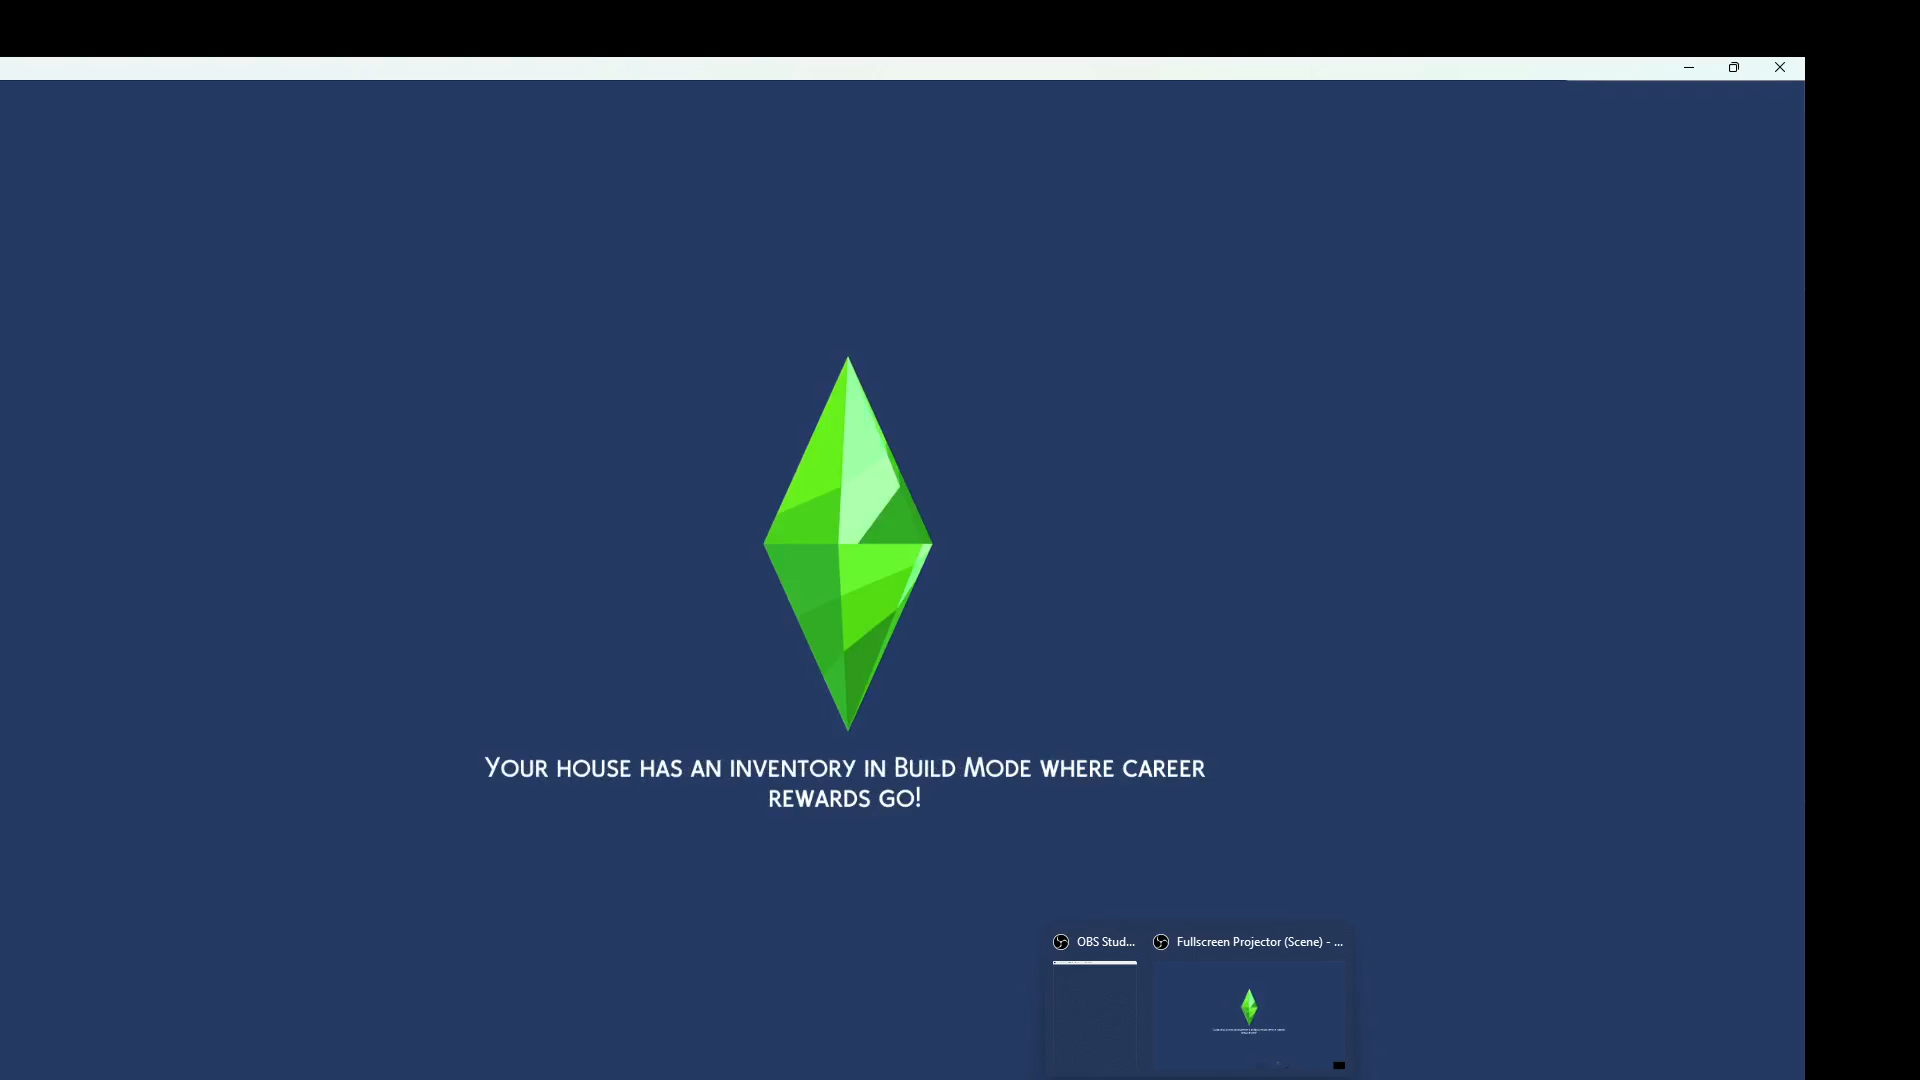 Your house has an inventory in Build Mode where career
rewards go!
OBS Stud... Fullscreen Projector (Scene) - ...